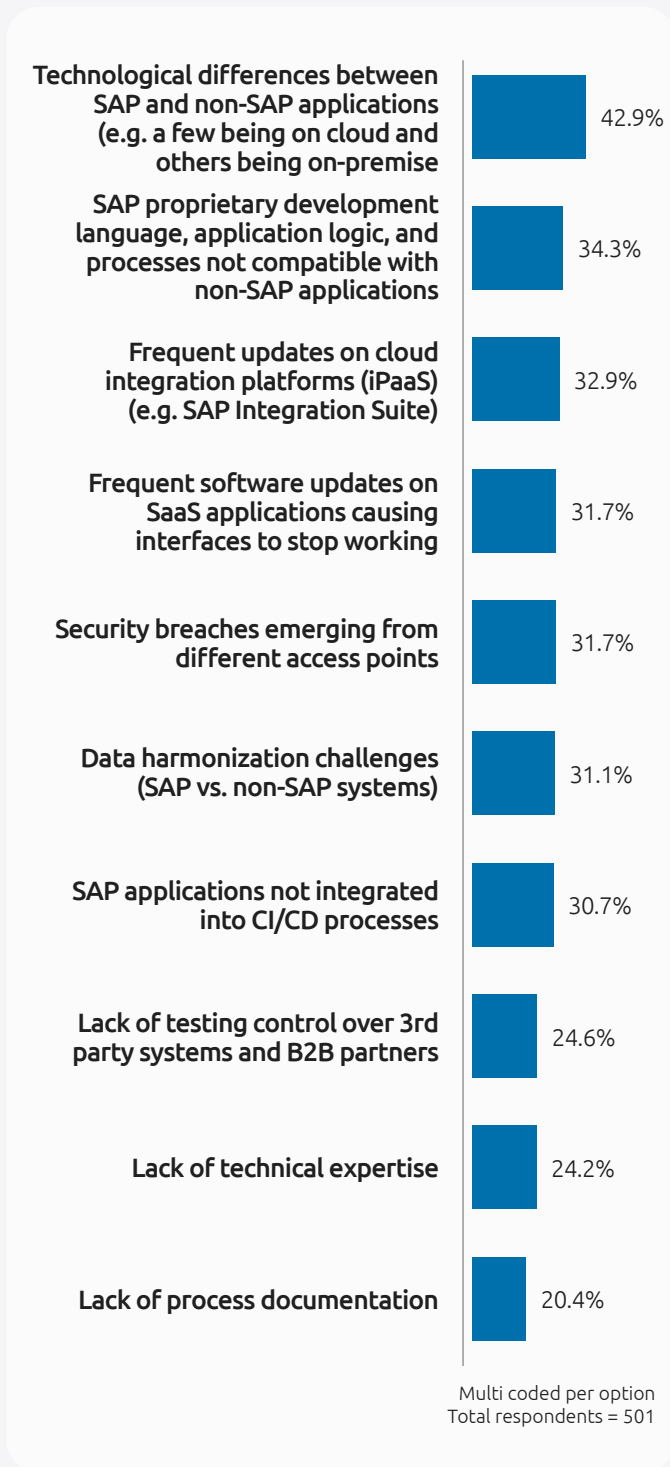 Technological differences between
SAP and non-SAP applications
(e.g. a few being on cloud and
others being on-premise
42.9%
SAP proprietary development
language, application logic, and
processes not compatible with
non-SAP applications
34.3%
Frequent updates on cloud
integration platforms (iPaaS)
(e.g. SAP Integration Suite)
32.9%
Frequent software updates on
SaaS applications causing
interfaces to stop working
31.7%
Security breaches emerging from
different access points
31.7%
Data harmonization challenges
(SAP vs. non-SAP systems)
31.1%
SAP applications not integrated
into CI/CD processes
30.7%
Lack of testing control over 3rd
party systems and B2B partners
24.6%
Lack of technical expertise
24.2%
Lack of process documentation
20.4%
Multi coded per option
Total respondents = 501